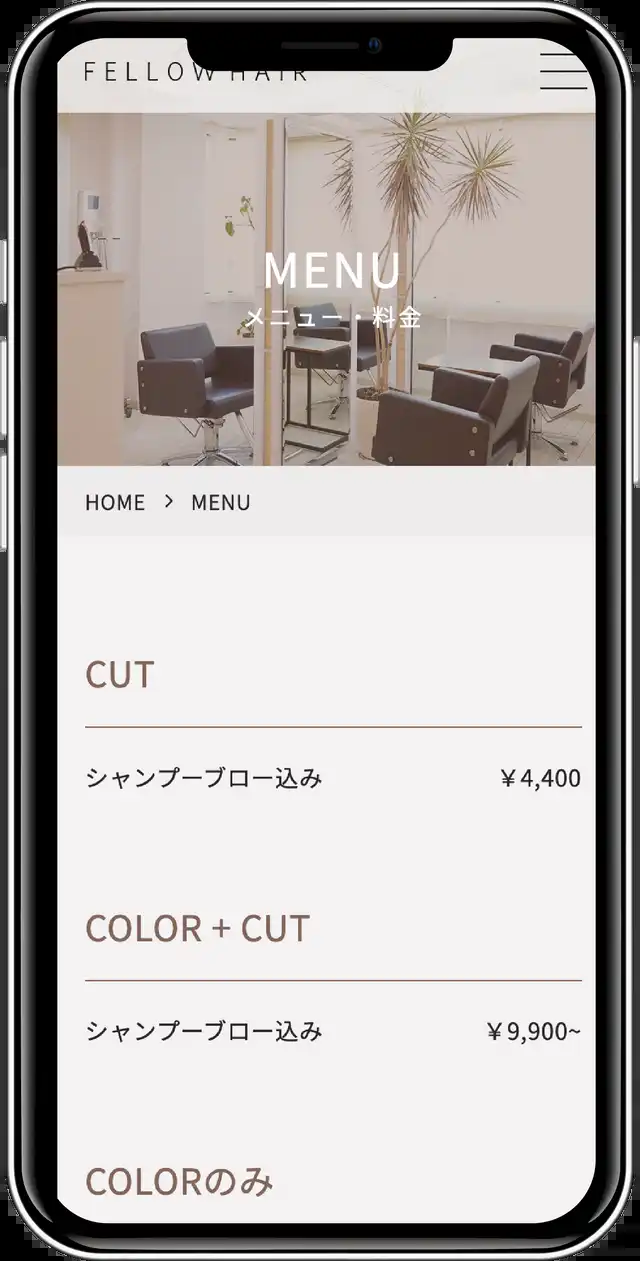 FELLOW HAIR
MENU
メニュー・料金
HOME > MENU
CUT
シャンプーブロー込み ¥4,400
COLOR + CUT
シャンプーブロー込み ¥9,900~
COLORのみ